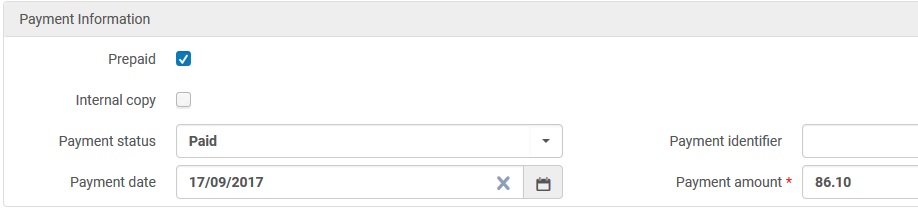 Payment Information
Prepaid
Internal copy
Payment status Paid Payment identifier
Payment date 17/09/2017 Payment amount * 86.10